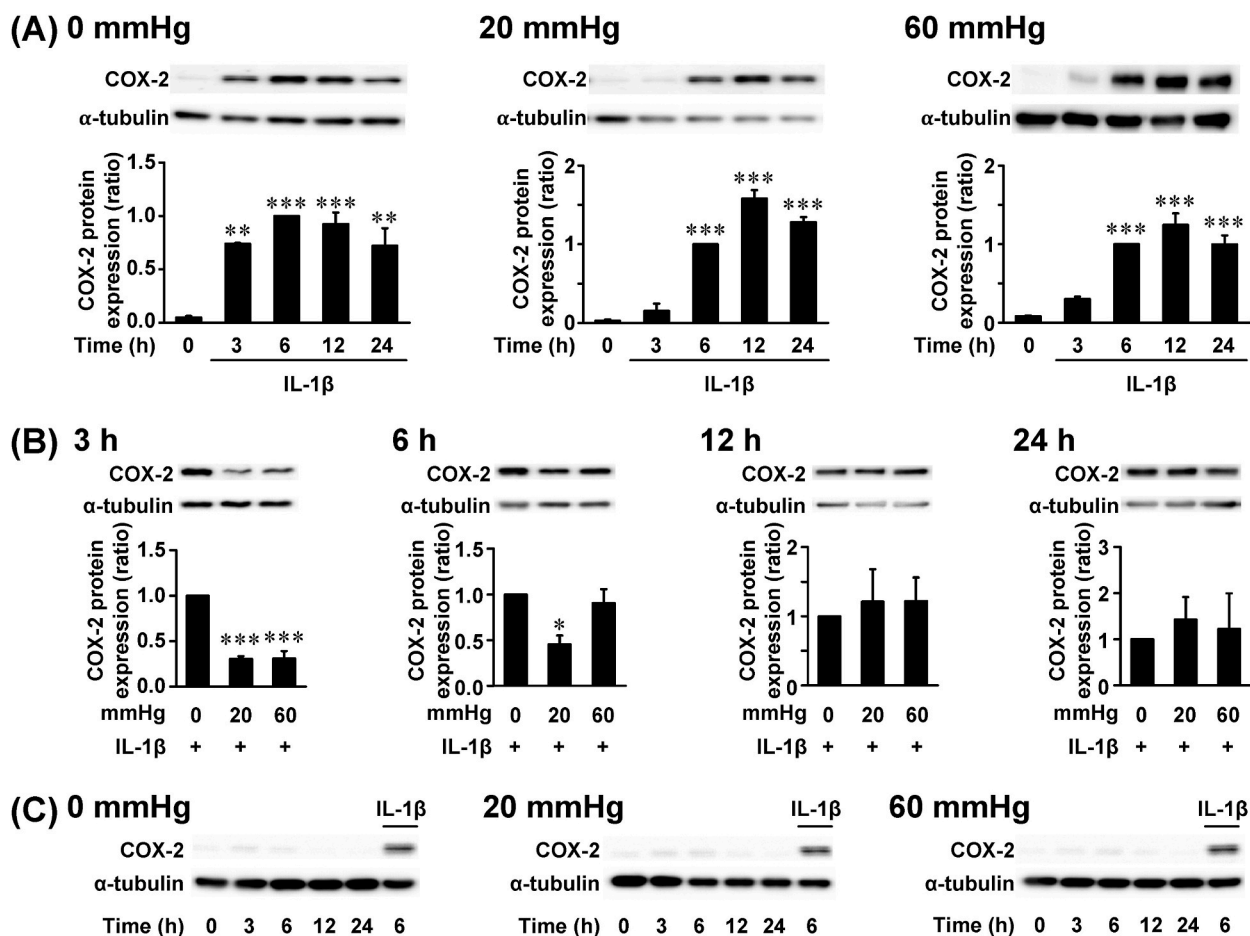 (A) 0 mmHg 20 mmHg 60 mmHg
COX-2 COX-2 COX-2
α-tubulin α-tubulin α-tubulin
COX-2 protein expression (ratio)
1.5
1.0
0.5
0.0
** *** *** **
Time (h) 0 3 6 12 24
IL-1β
COX-2 protein expression (ratio)
2
1
0
*** *** ***
Time (h) 0 3 6 12 24
IL-1β
COX-2 protein expression (ratio)
2
1
0
*** *** ***
Time (h) 0 3 6 12 24
IL-1β
(B) 3 h 6 h 12 h 24 h
COX-2 COX-2 COX-2 COX-2
α-tubulin α-tubulin α-tubulin α-tubulin
COX-2 protein expression (ratio)
1.5
1.0
0.5
0.0
*** ***
mmHg 0 20 60
IL-1β + + +
COX-2 protein expression (ratio)
1.5
1.0
0.5
0.0
*
mmHg 0 20 60
IL-1β + + +
COX-2 protein expression (ratio)
2
1
0
mmHg 0 20 60
IL-1β + + +
COX-2 protein expression (ratio)
3
2
1
0
mmHg 0 20 60
IL-1β + + +
(C) 0 mmHg IL-1β 20 mmHg IL-1β 60 mmHg IL-1β
COX-2 COX-2 COX-2
α-tubulin α-tubulin α-tubulin
Time (h) 0 3 6 12 24 6 Time (h) 0 3 6 12 24 6 Time (h) 0 3 6 12 24 6